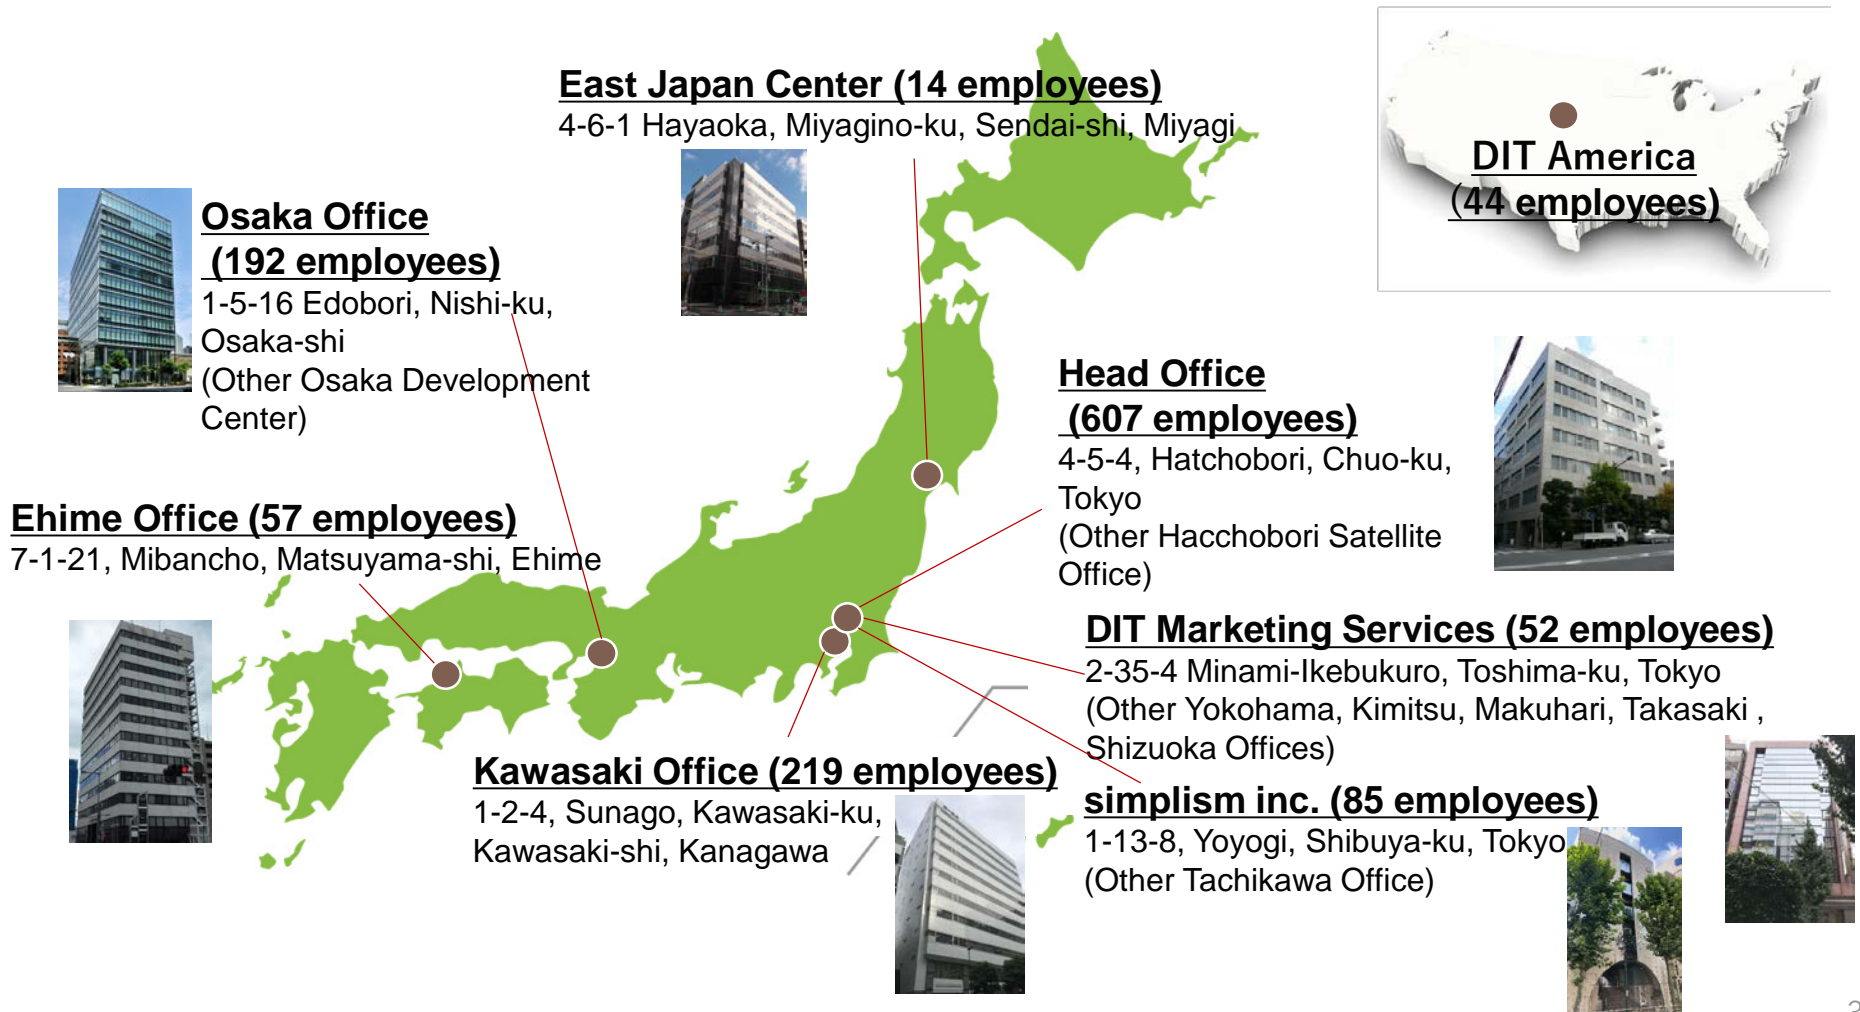 East Japan Center (14 employees)
4-6-1 Hayaoka, Miyagino-ku, Sendai-shi, Miyagi
DIT America
(44 employees)
Osaka Office
(192 employees)
1-5-16 Edobori, Nishi-ku,
Osaka-shi
(Other Osaka Development
Center)
Head Office
(607 employees)
4-5-4, Hatchobori, Chuo-ku,
Tokyo
(Other Hacchobori Satellite
Office)
Ehime Office (57 employees)
7-1-21, Mibancho, Matsuyama-shi, Ehime
DIT Marketing Services (52 employees)
2-35-4 Minami-Ikebukuro, Toshima-ku, Tokyo
(Other Yokohama, Kimitsu, Makuhari, Takasaki ,
Shizuoka Offices)
Kawasaki Office (219 employees)
1-2-4, Sunago, Kawasaki-ku,
Kawasaki-shi, Kanagawa
simplism inc. (85 employees)
1-13-8, Yoyogi, Shibuya-ku, Tokyo
(Other Tachikawa Office)